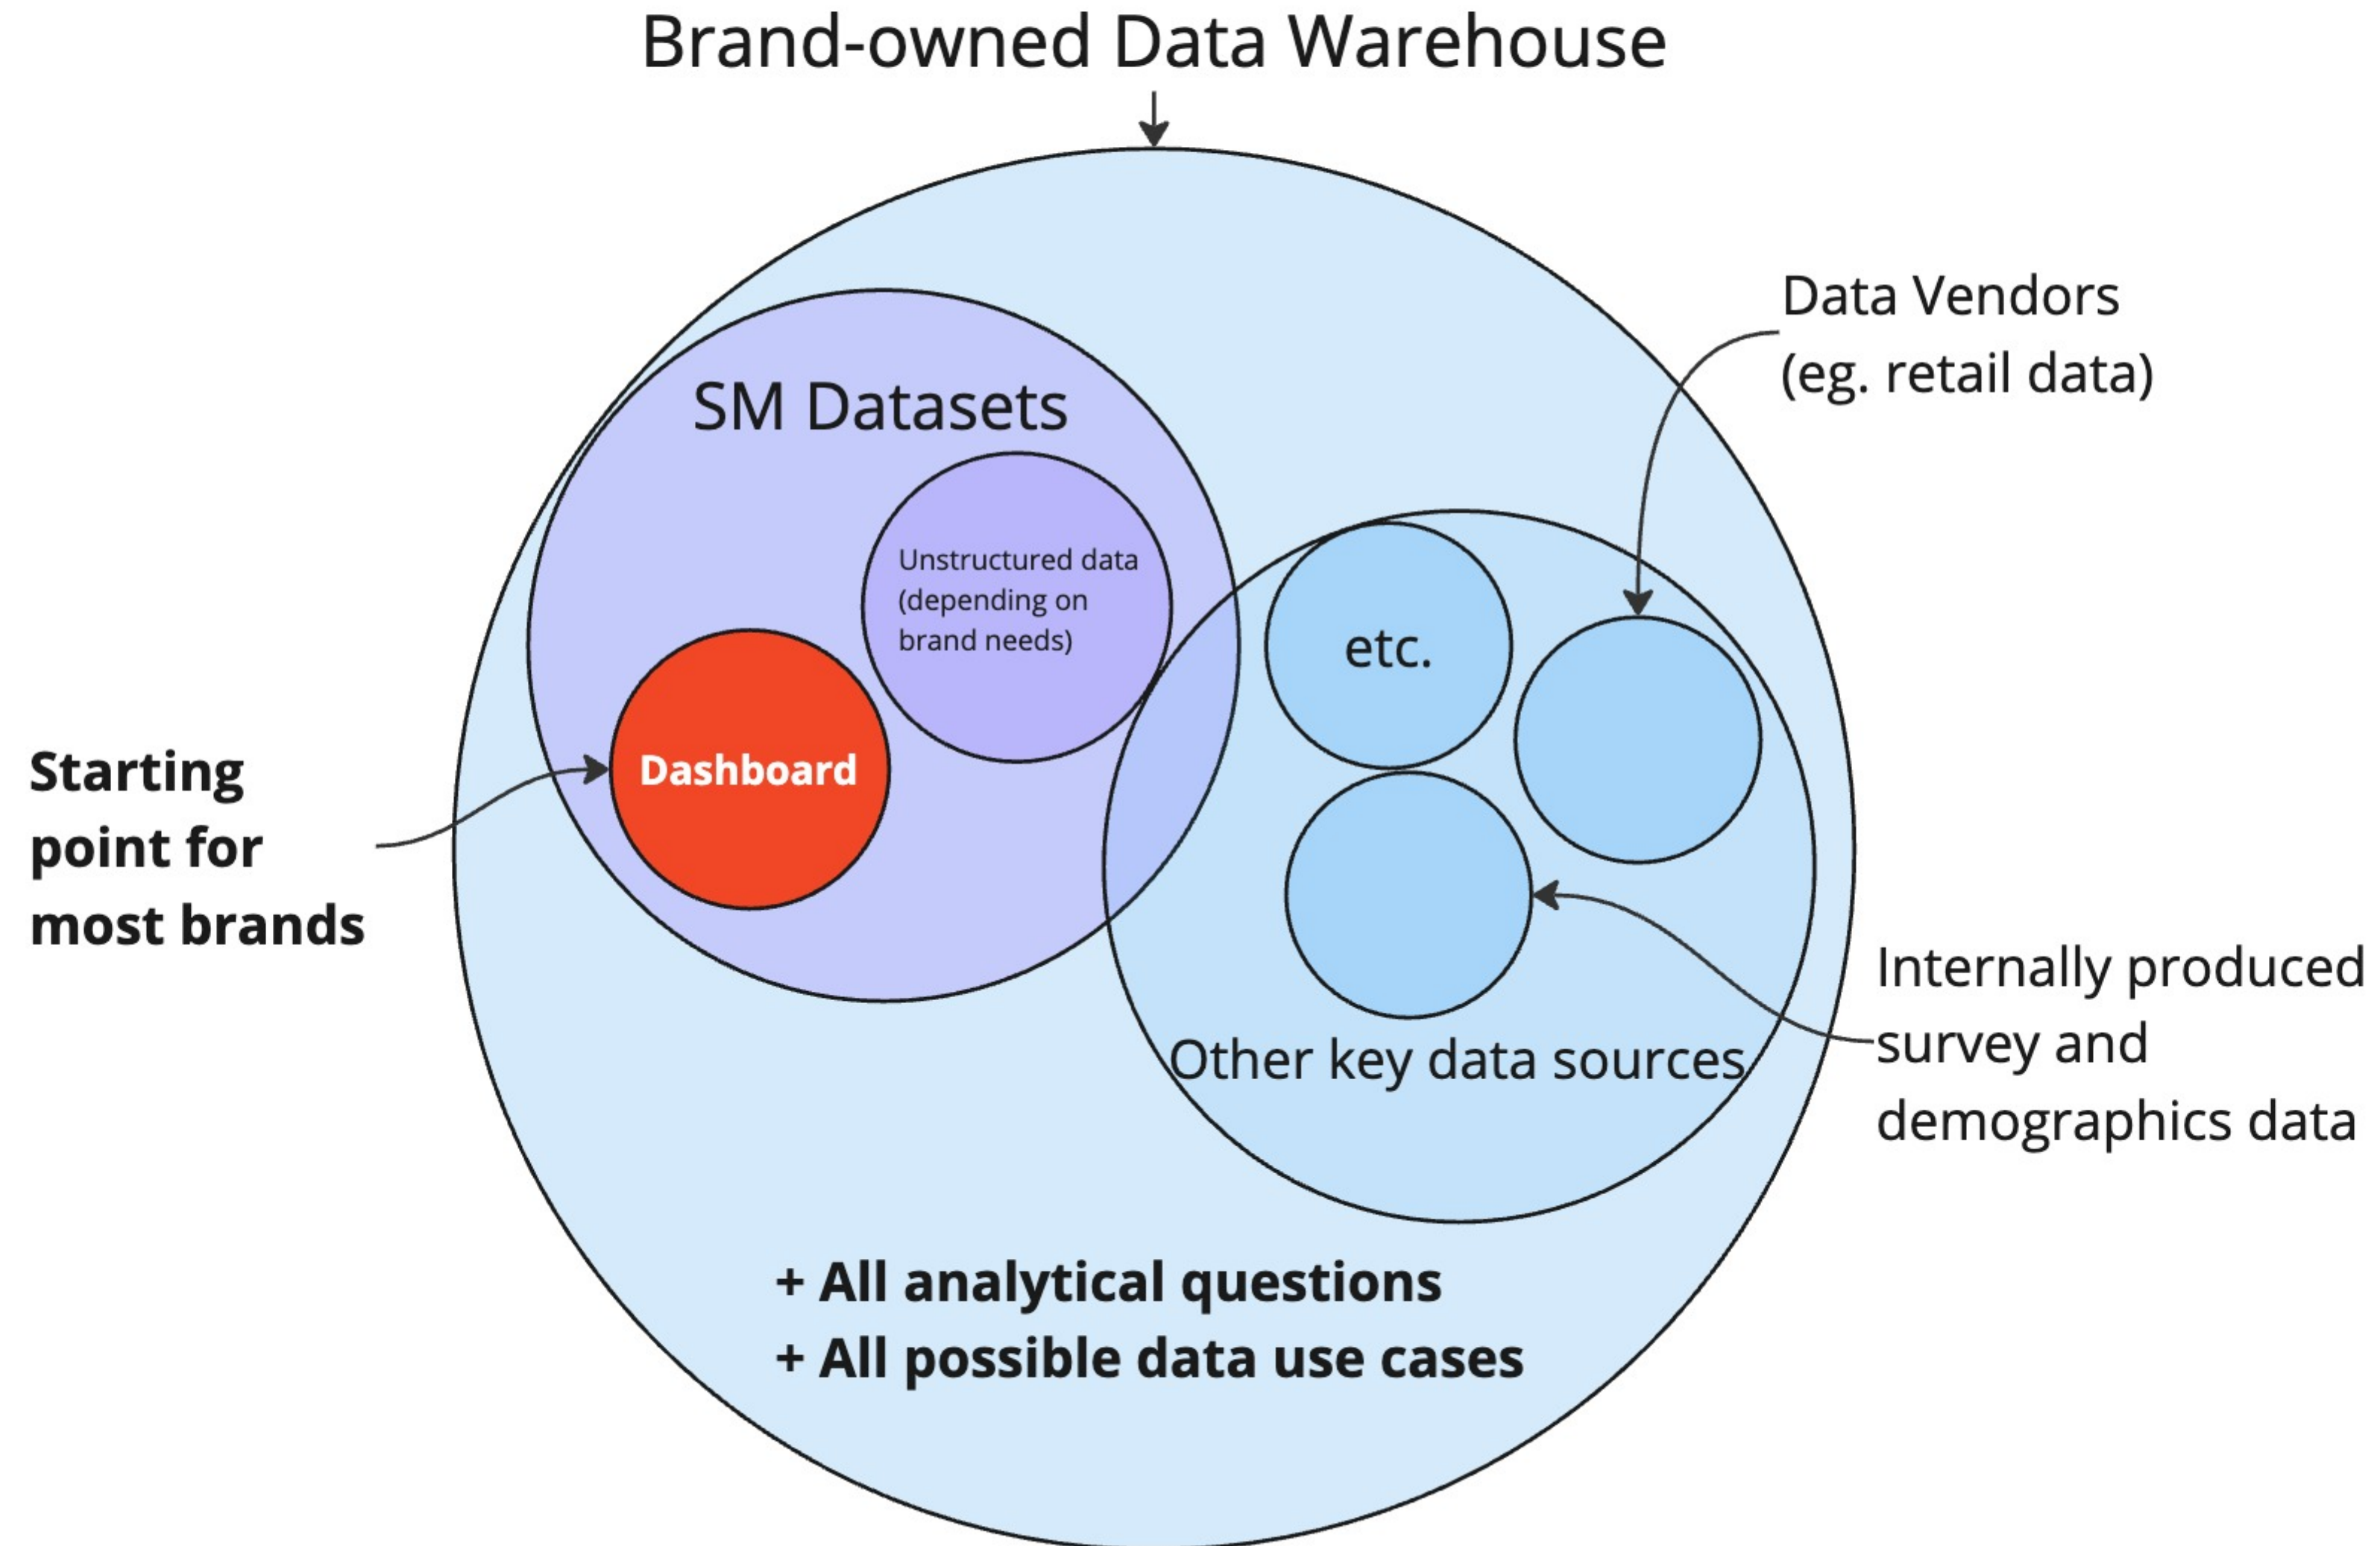 Brand-owned Data Warehouse
Data Vendors
(eg. retail data)
SM Datasets
Unstructured data
(depending on
brand needs)
etc.
Dashboard
Starting
point for
most brands
Internally produced
survey and
demographics data
Other key data sources
+ All analytical questions
+ All possible data use cases